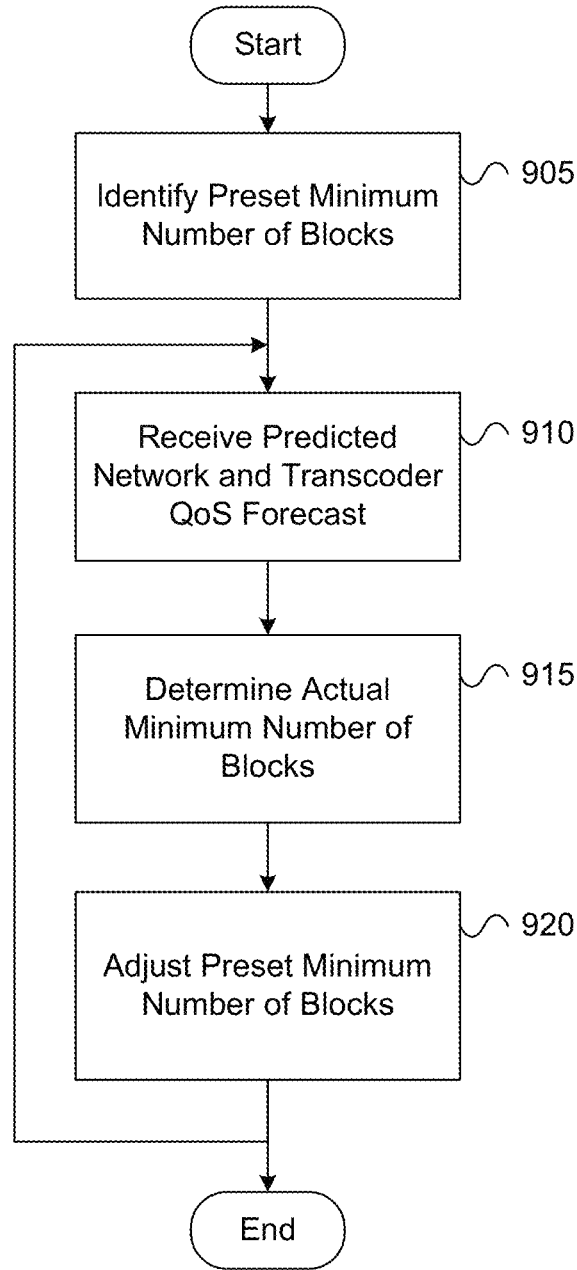 Start
Identify Preset Minimum
Number of Blocks
905
Receive Predicted
Network and Transcoder
QoS Forecast
910
Determine Actual
Minimum Number of
Blocks
915
Adjust Preset Minimum
Number of Blocks
920
End